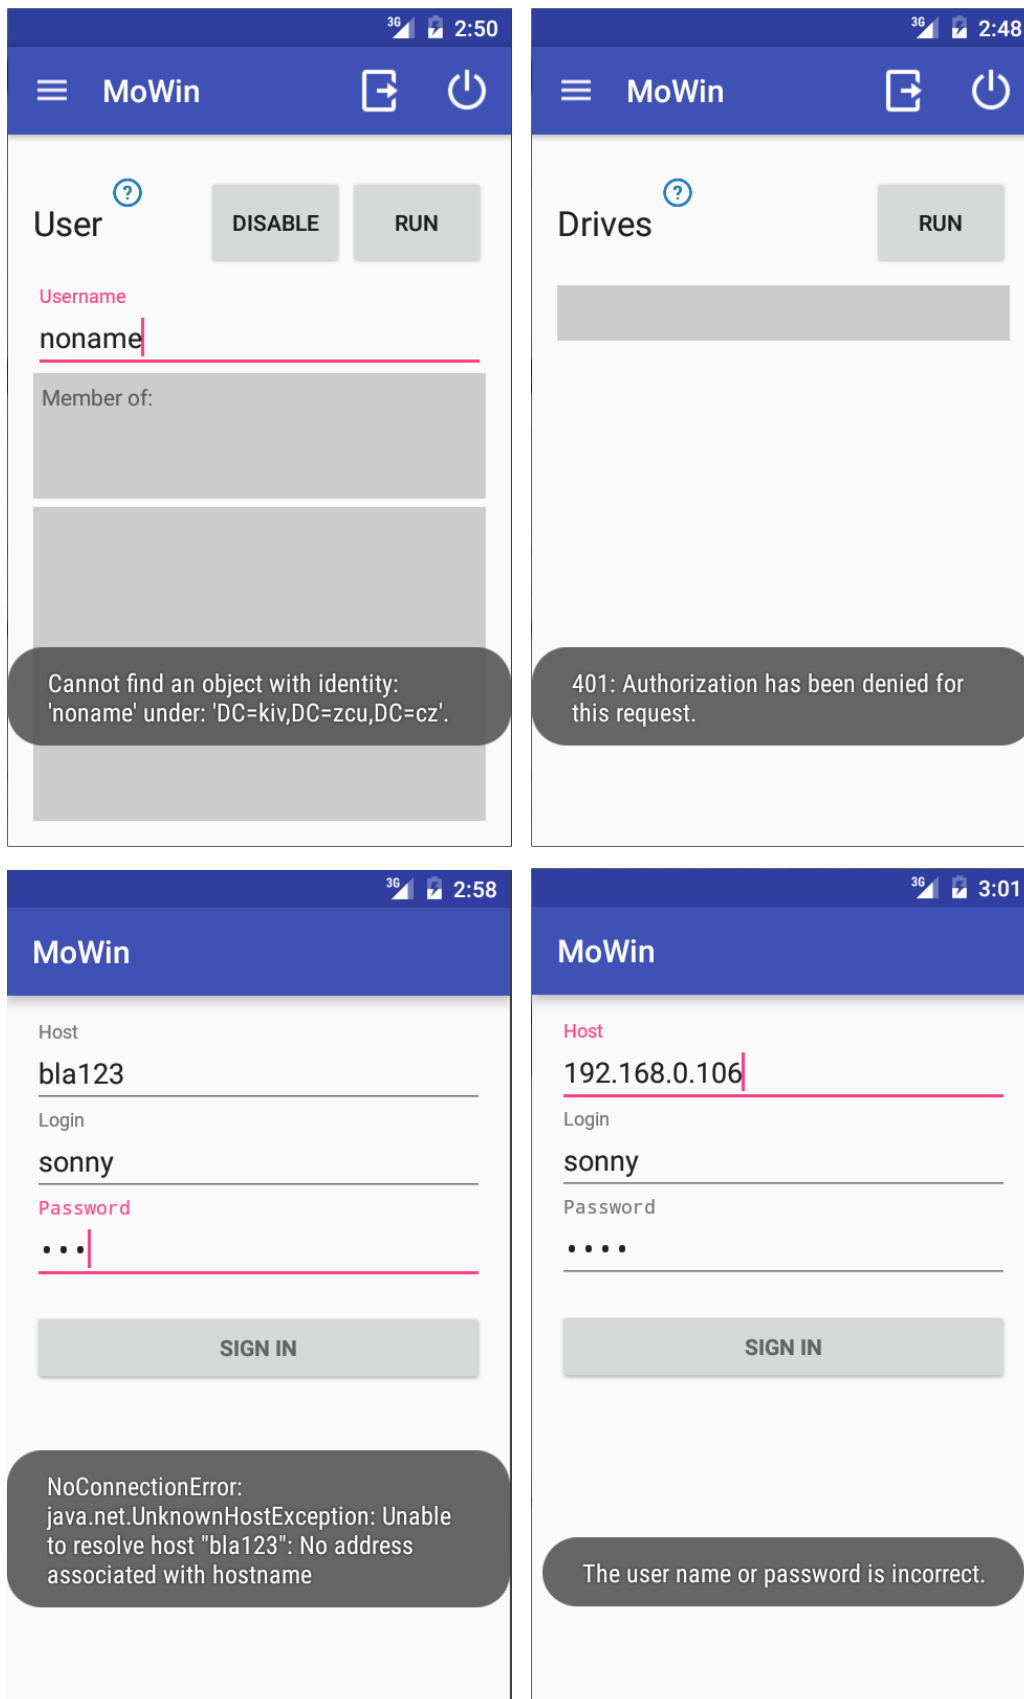 3G 2:50
MoWin
?
User
DISABLE
RUN
Username
noname
Member of:
Cannot find an object with identity:
'noname' under: 'DC=kiv,DC=zcu,DC=cz'.
3G 2:48
MoWin
?
Drives
RUN
401: Authorization has been denied for
this request.
3G 2:58
MoWin
Host
bla123
Login
sonny
Password
SIGN IN
NoConnectionError:
java.net.UnknownHostException: Unable
to resolve host "bla123": No address
associated with hostname
3G 3:01
MoWin
Host
192.168.0.106
Login
sonny
Password
SIGN IN
The user name or password is incorrect.